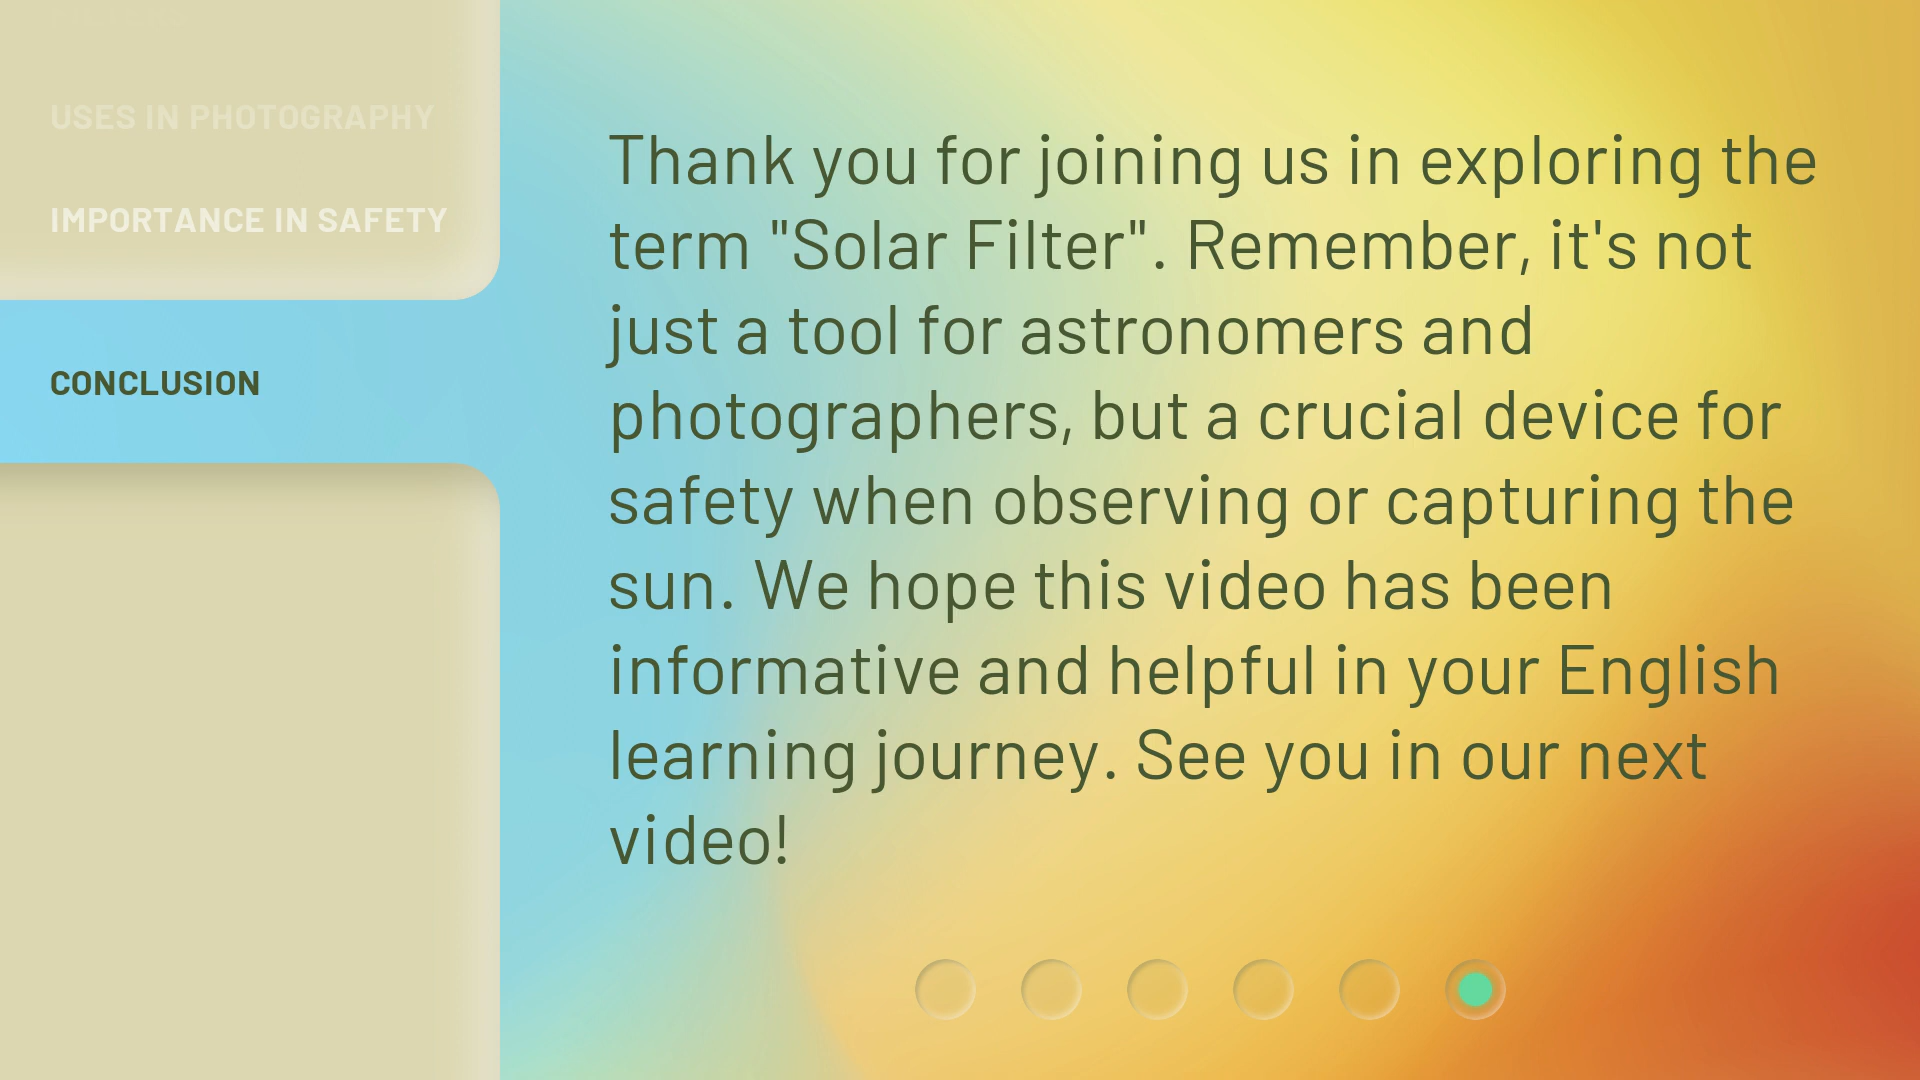 USES IN PHOTOGRAPHY
IMPORTANCE IN SAFETY
CONCLUSION
Thank you for joining us in exploring the
term "Solar Filter". Remember, it's not
just a tool for astronomers and
photographers, but a crucial device for
safety when observing or capturing the
sun. We hope this video has been
informative and helpful in your English
learning journey. See you in our next
video!